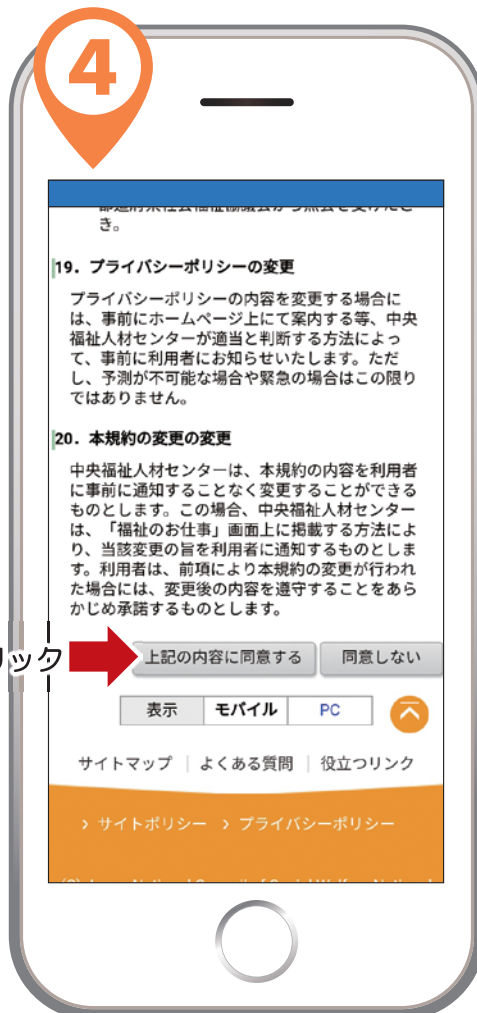 4
き。
19. プライバシーポリシーの変更
プライバシーポリシーの内容を変更する場合に
は、事前にホームページ上にて案内する等、中央
福祉人材センターが適当と判断する方法によっ
て、事前に利用者にお知らせいたします。ただ
し、予測が不可能な場合や緊急の場合はこの限り
ではありません。
20. 本規約の変更の変更
中央福祉人材センターは、本規約の内容を利用者
に事前に通知することなく変更することができる
ものとします。この場合、中央福祉人材センター
は、「福祉のお仕事」画面上に掲載する方法によ
り、当該変更の旨を利用者に通知するものとしま
す。利用者は、前項により本規約の変更が行われ
た場合には、変更後の内容を遵守することをあら
かじめ承諾するものとします。
リック 上記の内容に同意する 同意しない
表示 モバイル PC
サイトマップ | よくある質問 | 役立つリンク
› サイトポリシー › プライバシーポリシー